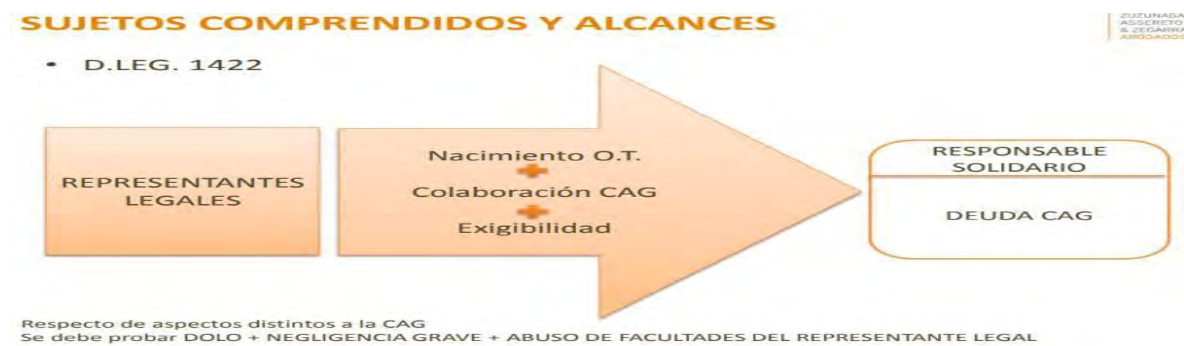 SUJETOS COMPRENDIDOS Y ALCANCES
ZUZUNAGA
ASSERETO
& ZEGARRA
ABOGADOS
• D.LEG. 1422
REPRESENTANTES
LEGALES
Nacimiento O.T.
Colaboración CAG
Exigibilidad
RESPONSABLE
SOLIDARIO
DEUDA CAG
Respecto de aspectos distintos a la CAG
Se debe probar DOLO + NEGLIGENCIA GRAVE + ABUSO DE FACULTADES DEL REPRESENTANTE LEGAL